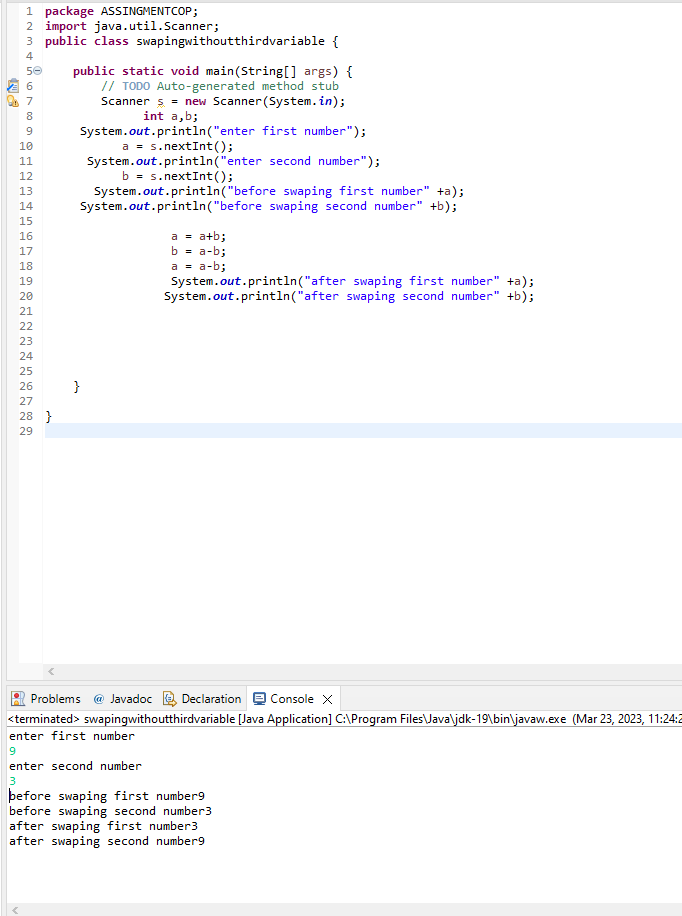 1 package ASSINGMENTCOP;
2 import java.util.Scanner;
3 public class swapingwithoutthirdvariable {
4
5 public static void main(String[] args) {
6 // TODO Auto-generated method stub
7 Scanner s = new Scanner(System.in);
8 int a,b;
9 System.out.println("enter first number");
10 a = s.nextInt();
11 System.out.println("enter second number");
12 b = s.nextInt();
13 System.out.println("before swaping first number" +a);
14 System.out.println("before swaping second number" +b);
15
16 a = a+b;
17 b = a-b;
18 a = a-b;
19 System.out.println("after swaping first number" +a);
20 System.out.println("after swaping second number" +b);
21
22
23
24
25
26 }
27
28 }
29
Problems @ Javadoc Declaration Console
<terminated> swapingwithoutthirdvariable [Java Application] C:\Program Files\Java\jdk-19\bin\javaw.exe (Mar 23, 2023, 11:24:2
enter first number
9
enter second number
3
before swaping first number9
before swaping second number3
after swaping first number3
after swaping second number9